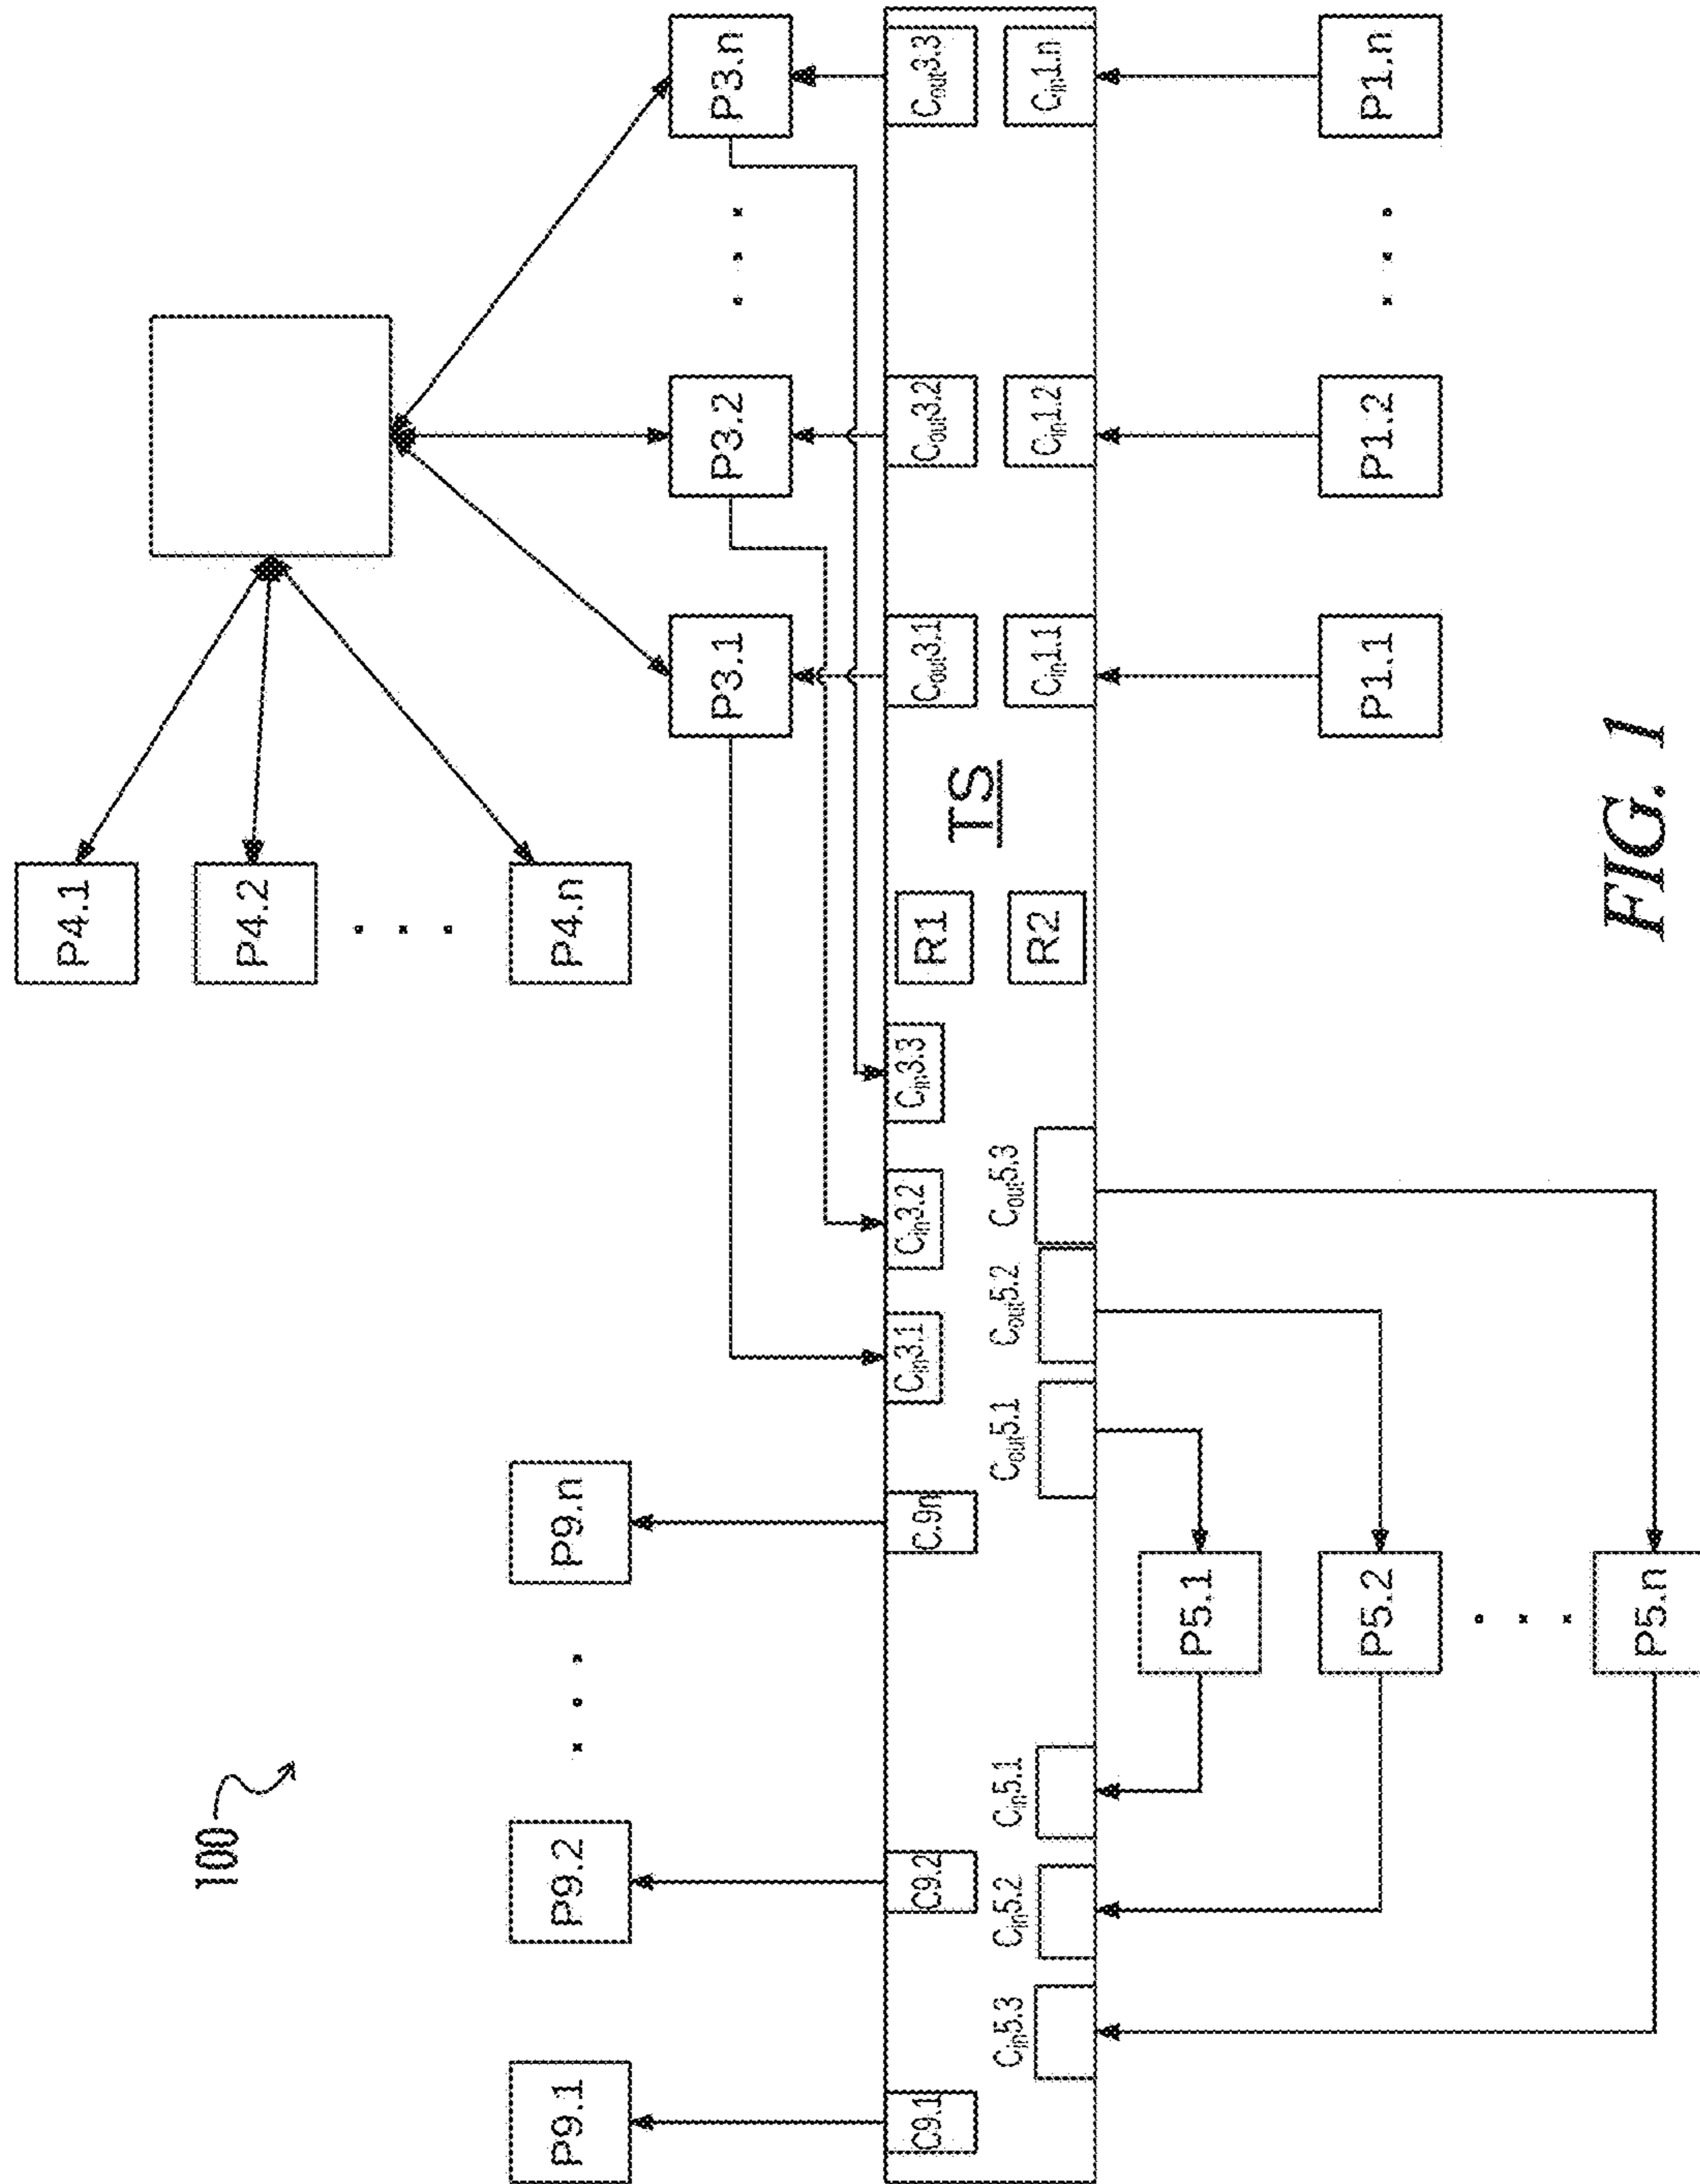 100
P4.1
P4.2
P4.n
P9.1
P9.2
P9.n
P3.1
P3.2
P3.n
C9.1
C9.2
C.9n
Cin3.1
Cin3.2
Cin3.3
R1
Cout3.1
Cout3.2
Cout3.3
TS
Cin5.3
Cin5.2
Cin5.1
Cout5.1
Cout5.2
Cout5.3
R2
Cin1.1
Cin1.2
Cin1.n
P5.1
P5.2
P5.n
P1.1
P1.2
P1.n
FIG. 1